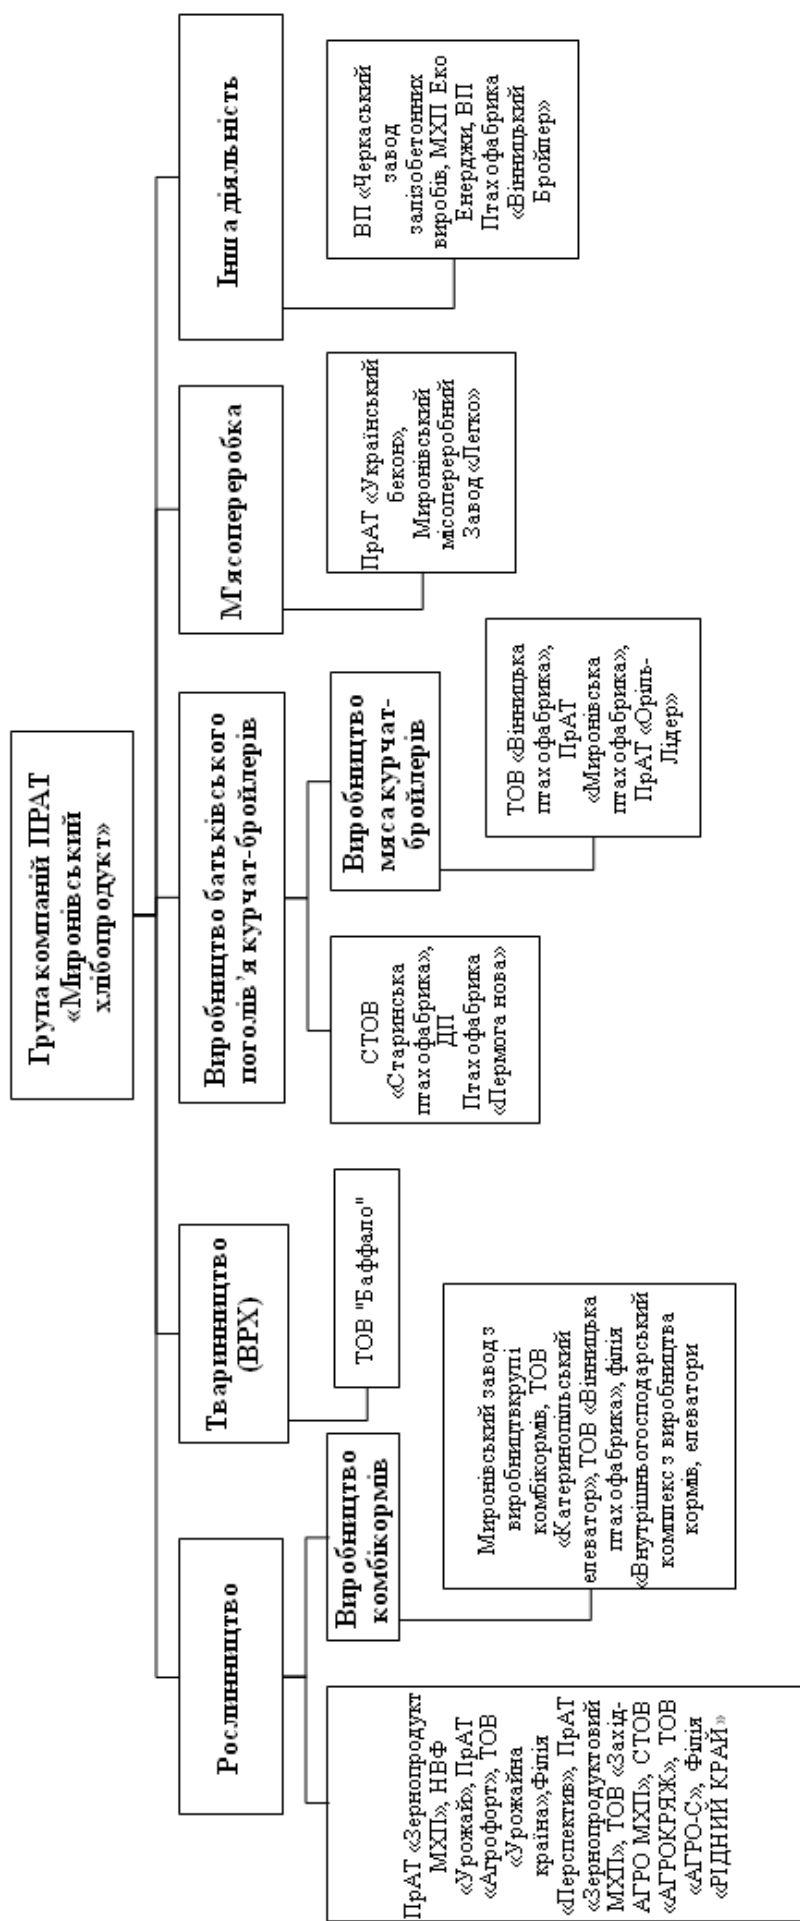 Група компаній ПРАТ
«Миронівський
хлібопродукт»
Рослинництво
Тваринництво
(ВРХ)
Виробництво батьківського
поголів’я курчат-бройлерів
М'ясопереробка
Інша діяльність
ПрАТ «Зернопродукт
МХП», НВФ
«Урожай», ПрАТ
«Агрофорт», ТОВ
«Урожайна
країна»,Філія
«Перспектив», ПрАТ
«Зернопродуктовий
МХП», ТОВ «Захід-
АГРО МХП», СТОВ
«АГРОКРЯЖ», ТОВ
«АГРО-С», Філія
«РІДНИЙ КРАЙ»
Виробництво
комбікормів
Миронівський завод з
виробництвкрупі
комбікормів, ТОВ
«Катеринопільський
елеватор», ТОВ «Вінницька
птахофабрика», філія
«Внутрішньогосподарський
комплекс з виробництва
кормів, елеватори
ТОВ "Баффало"
СТОВ
«Старинська
птахофабрика»,
ДП
Птахофабрика
«Пермога нова»
Виробництво
мяса курчат-
бройлерів
ТОВ «Вінницька
птахофабрика»,
ПрАТ
«Миронівська
птахофабрика»,
ПрАТ «Оріль-
Лідер»
ПрАТ «Український
бекон»,
Миронівський
місопереробний
Завод «Легко»
ВП «Черкаський
завод
залізобетонних
виробів, МХП Еко
Енерджи, ВП
Птахофабрика
«Вінницький
Бройлер»